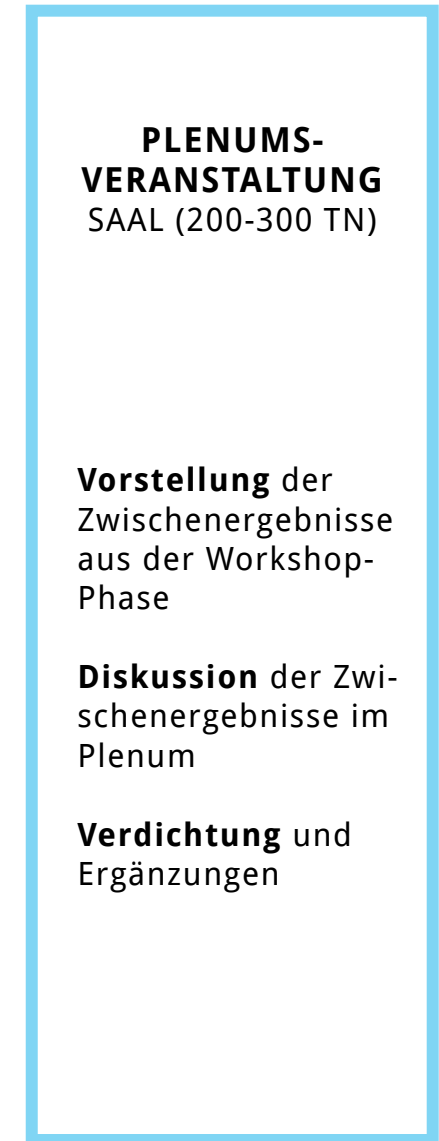 PLENUMS-
VERANSTALTUNG
SAAL (200-300 TN)
Vorstellung der
Zwischenergebnisse
aus der Workshop-
Phase
Diskussion der Zwi-
schenergebnisse im
Plenum
Verdichtung und
Ergänzungen